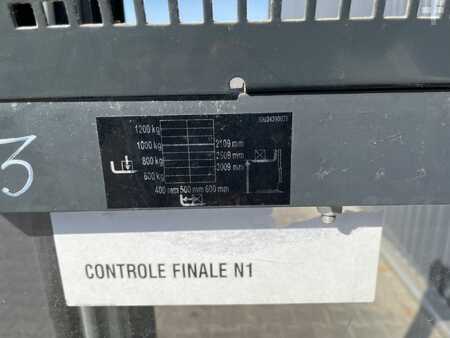 1200 kg
1000 kg 2109 mm
800 kg 2509 mm
600 kg 3009 mm
400 mm 500 mm 600 mm
3
CONTROLE FINALE N1